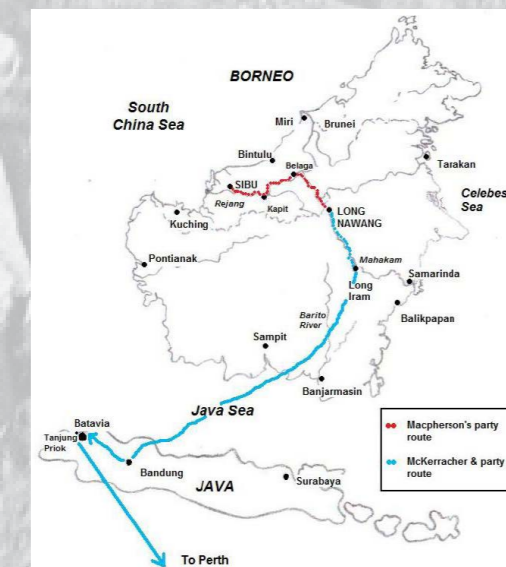 BORNEO
South
China Sea
Miri
Brunei
Bintulu
Belaga
Tarakan
SIBU
Celebes
Sea
Rejang
Kapit
LONG
NAWANG
Kuching
Pontianak
Mahakam
Samarinda
Long
Iram
Balikpapan
Barito
River
Sampit
Banjarmasin
Java Sea
Batavia
Tanjung
Priok
Bandung
JAVA
Surabaya
Macpherson's party
route
McKerracher & party
route
To Perth